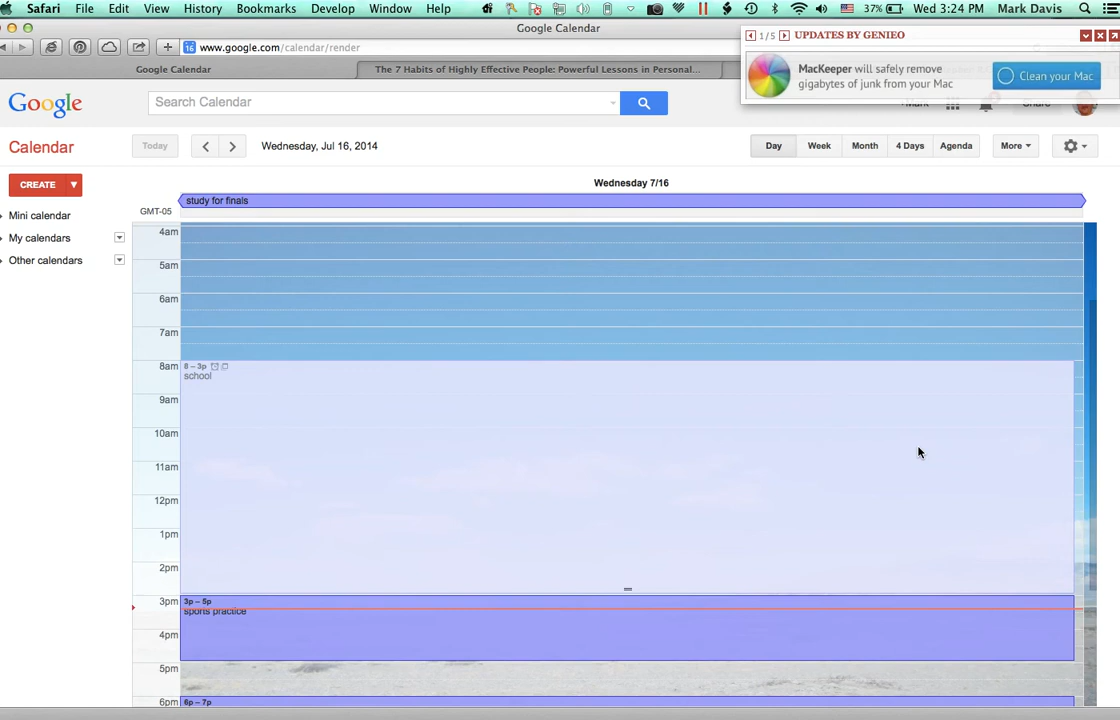 Safari File Edit View History Bookmarks Develop Window Help 37% Wed 3:24 PM Mark Davis
Google Calendar
16 www.google.com/calendar/render
Google Calendar The 7 Habits of Highly Effective People: Powerful Lessons in Personal...
1/5 UPDATES BY GENIEO
MacKeeper will safely remove
gigabytes of junk from your Mac
Clean your Mac
Google Search Calendar +Mark Share
Calendar Today Wednesday, Jul 16, 2014 Day Week Month 4 Days Agenda More
CREATE
Mini calendar
My calendars
Other calendars
Wednesday 7/16
study for finals
GMT-05
4am
5am
6am
7am
8am 8 – 3p
school
9am
10am
11am
12pm
1pm
2pm
3pm 3p – 5p
sports practice
4pm
5pm
6pm 6p – 7p